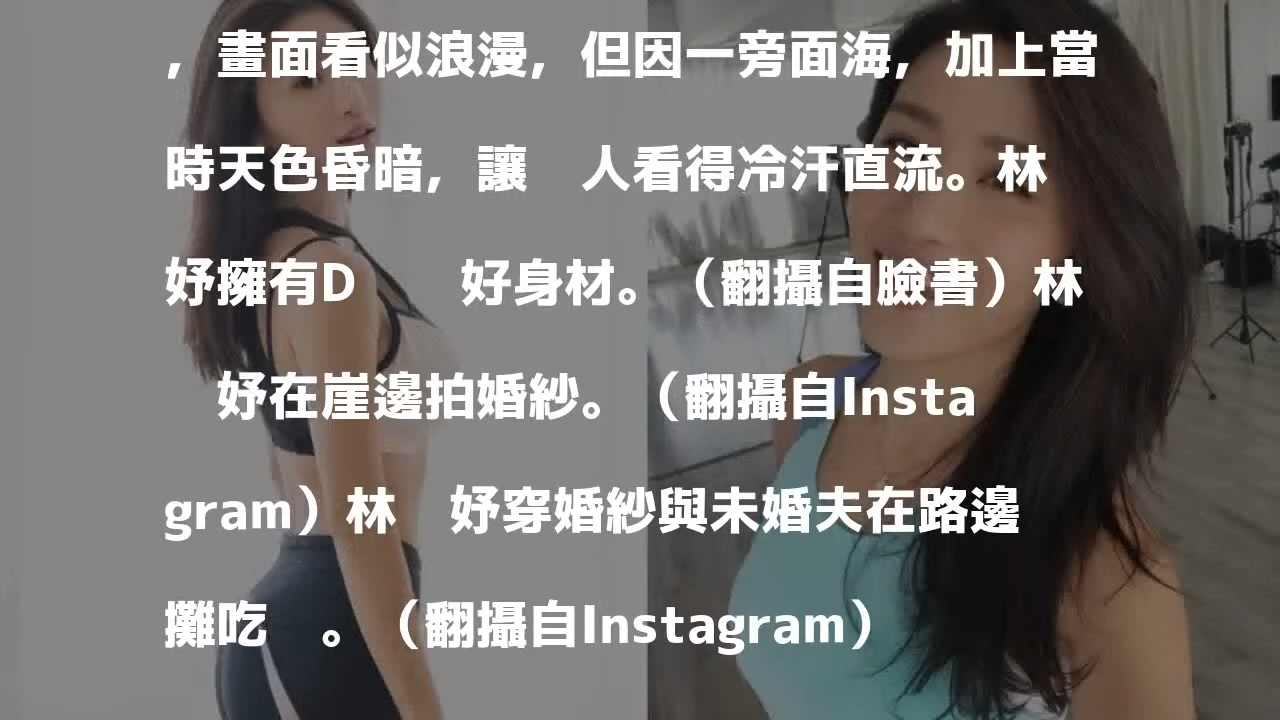 ，畫面看似浪漫，但因一旁面海，加上當
時天色昏暗，讓　人看得冷汗直流。林
妤擁有D　　好身材。（翻攝自臉書）林
　妤在崖邊拍婚紗。（翻攝自Insta
gram）林　妤穿婚紗與未婚夫在路邊
攤吃　。（翻攝自Instagram）